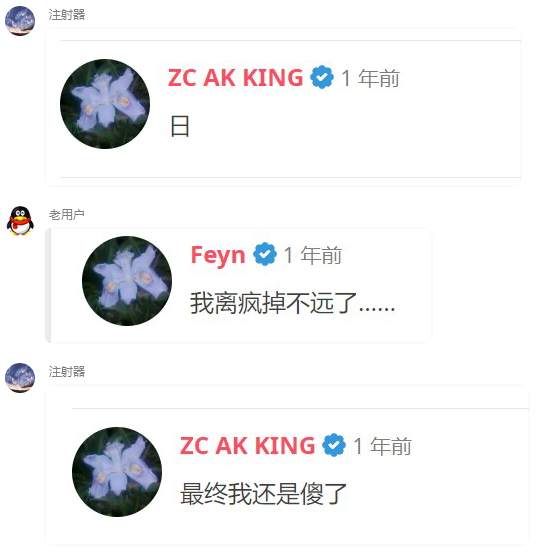 注射器
ZC AK KING 1 年前
日
老用户
Feyn 1 年前
我离疯掉不远了......
注射器
ZC AK KING 1 年前
最终我还是傻了